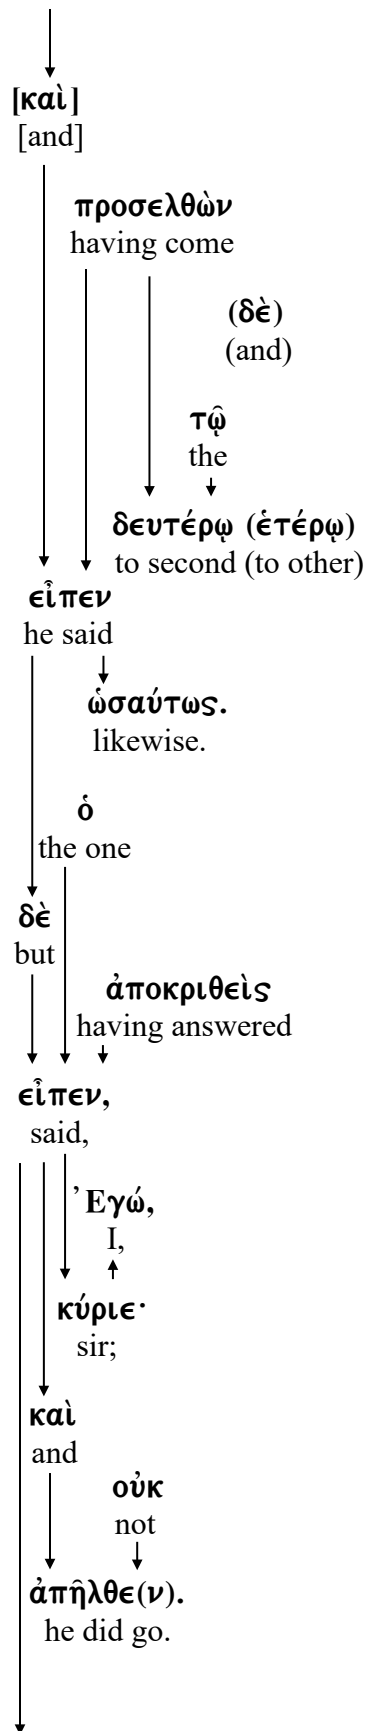 [καὶ]
[and]
προσελθὼν
having come
(δὲ)
(and)
τῷ
the
δευτέρῳ (ἑτέρῳ)
to second (to other)
εἶπεν
he said
ὡσαύτως.
likewise.
ὁ
the one
δὲ
but
ἀποκριθεὶς
having answered
εἶπεν,
said,
Ἐγώ,
I,
κύριε·
sir;
καὶ
and
οὐκ
not
ἀπῆλθε(ν).
he did go.